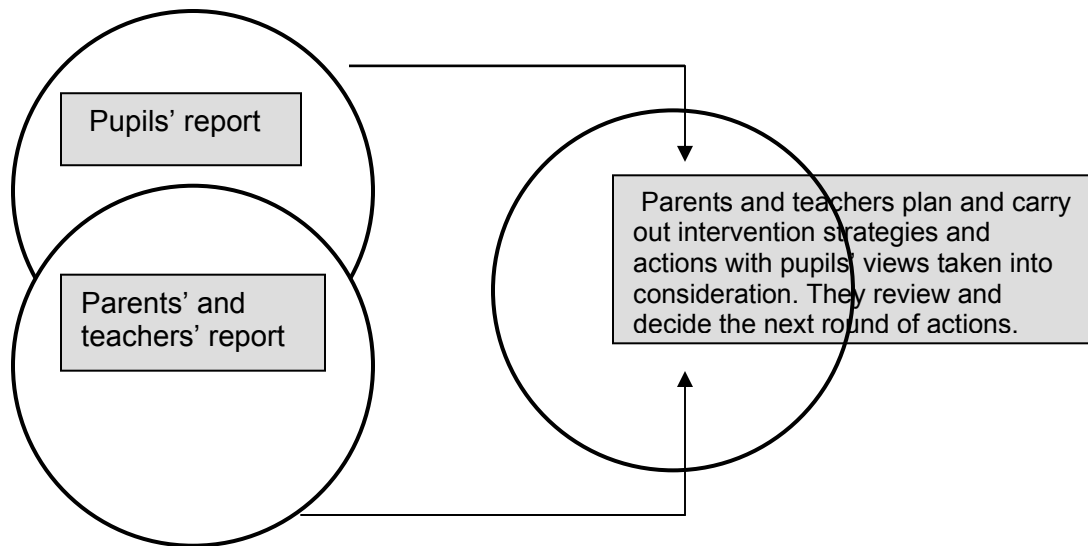 Pupils’ report
Parents’ and
teachers’ report
Parents and teachers plan and carry
out intervention strategies and
actions with pupils’ views taken into
consideration. They review and
decide the next round of actions.